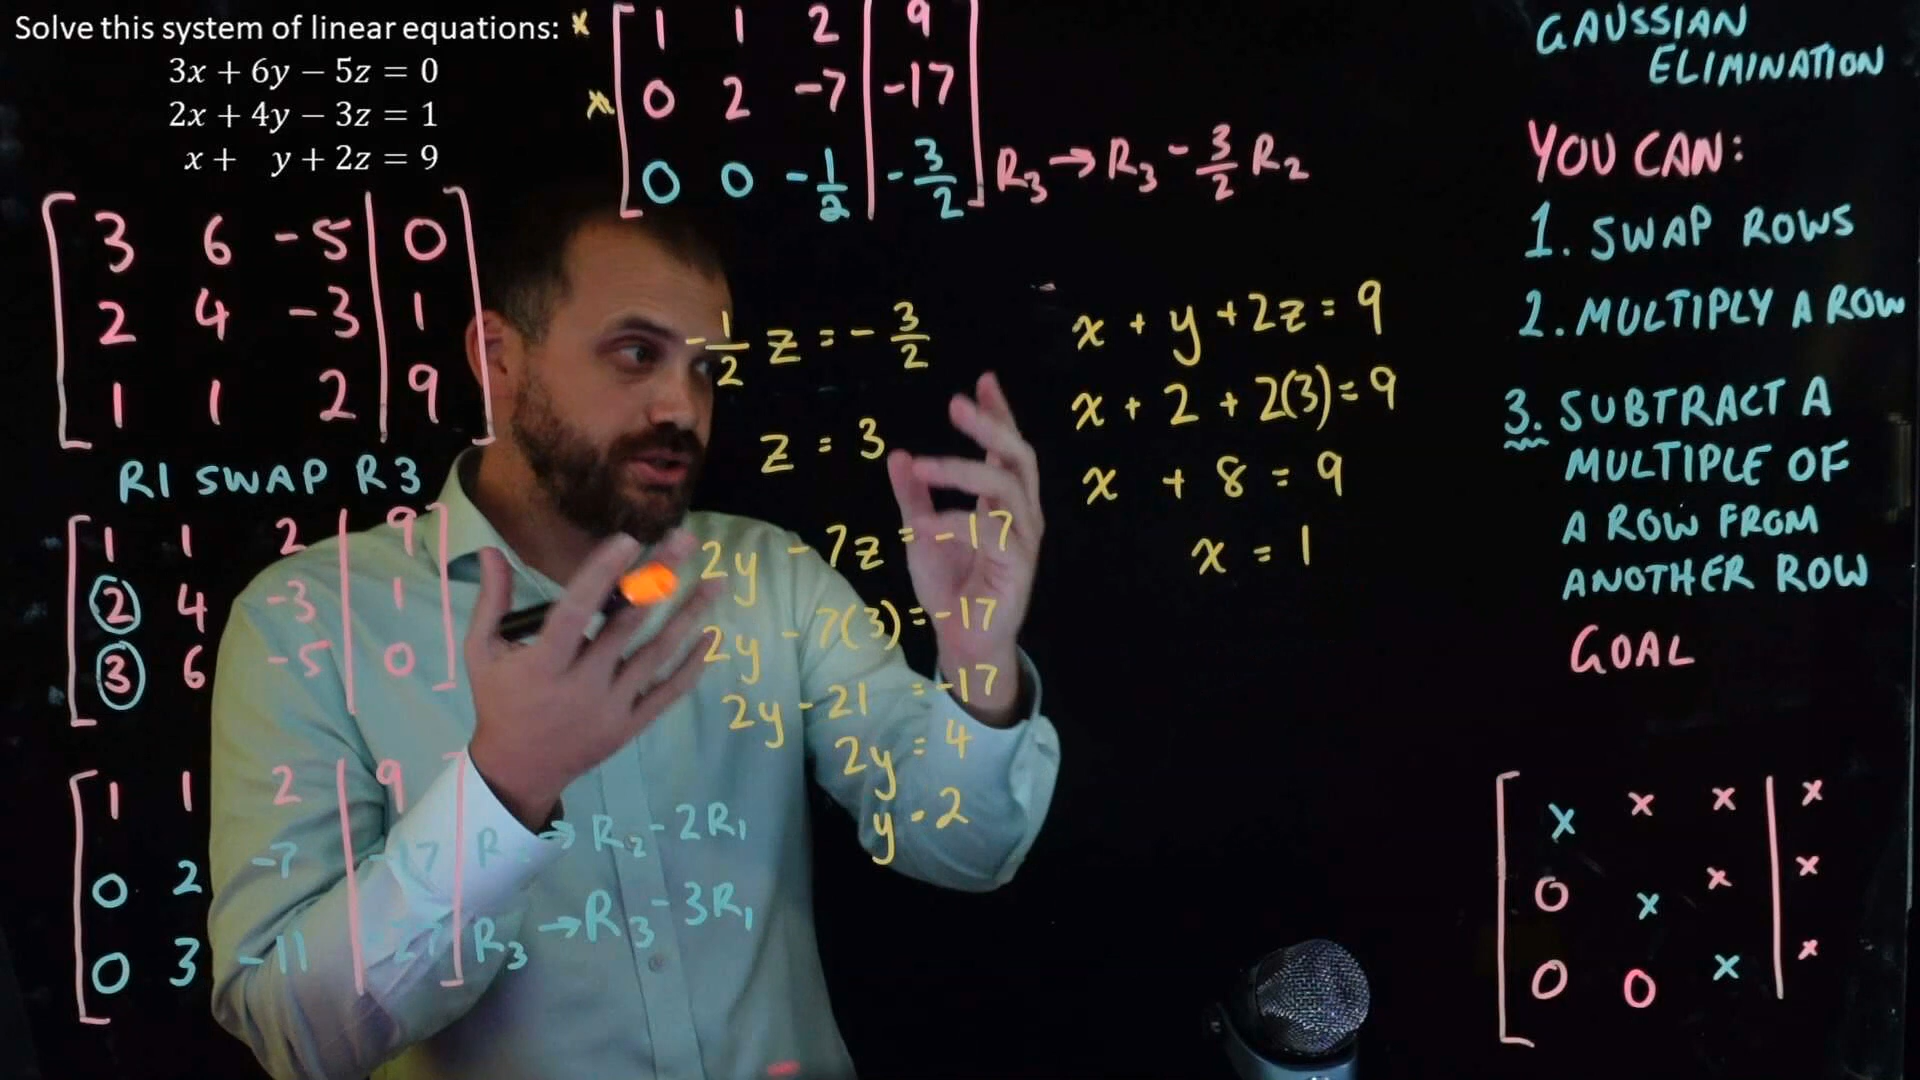 Solve this system of linear equations:
3x + 6y − 5z = 0
2x + 4y − 3z = 1
x + y + 2z = 9
3 6 -5 | 0
2 4 -3 | 1
1 1 2 | 9
R1 SWAP R3
1 1 2 | 9
2 4 -3 | 1
3 6 -5 | 0
1 1 2 | 9
0 2 -7 | -17 R → R2 - 2R1
0 3 -11 | -27 R3 → R3 - 3R1
x 1 1 2 | 9
x 0 2 -7 | -17
0 0 -1/2 | -3/2 R3 → R3 - 3/2 R2
-1/2 z = -3/2
z = 3
2y - 7z = -17
2y - 7(3) = -17
2y - 21 = -17
2y = 4
y = 2
x + y + 2z = 9
x + 2 + 2(3) = 9
x + 8 = 9
x = 1
GAUSSIAN
ELIMINATION
YOU CAN:
1. SWAP ROWS
2. MULTIPLY A ROW
3. SUBTRACT A
MULTIPLE OF
A ROW FROM
ANOTHER ROW
GOAL
x x x | x
0 x x | x
0 0 x | x